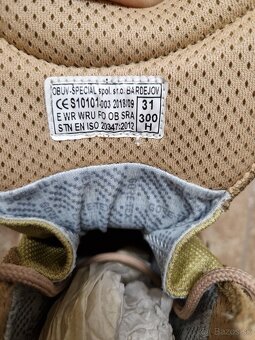 OBUV-ŠPECIÁL spol. s r.o. BARDEJOV
CE S10101-003 2018/09 31
E WR WRU FO OB SRA 300
STN EN ISO 20347:2012 H